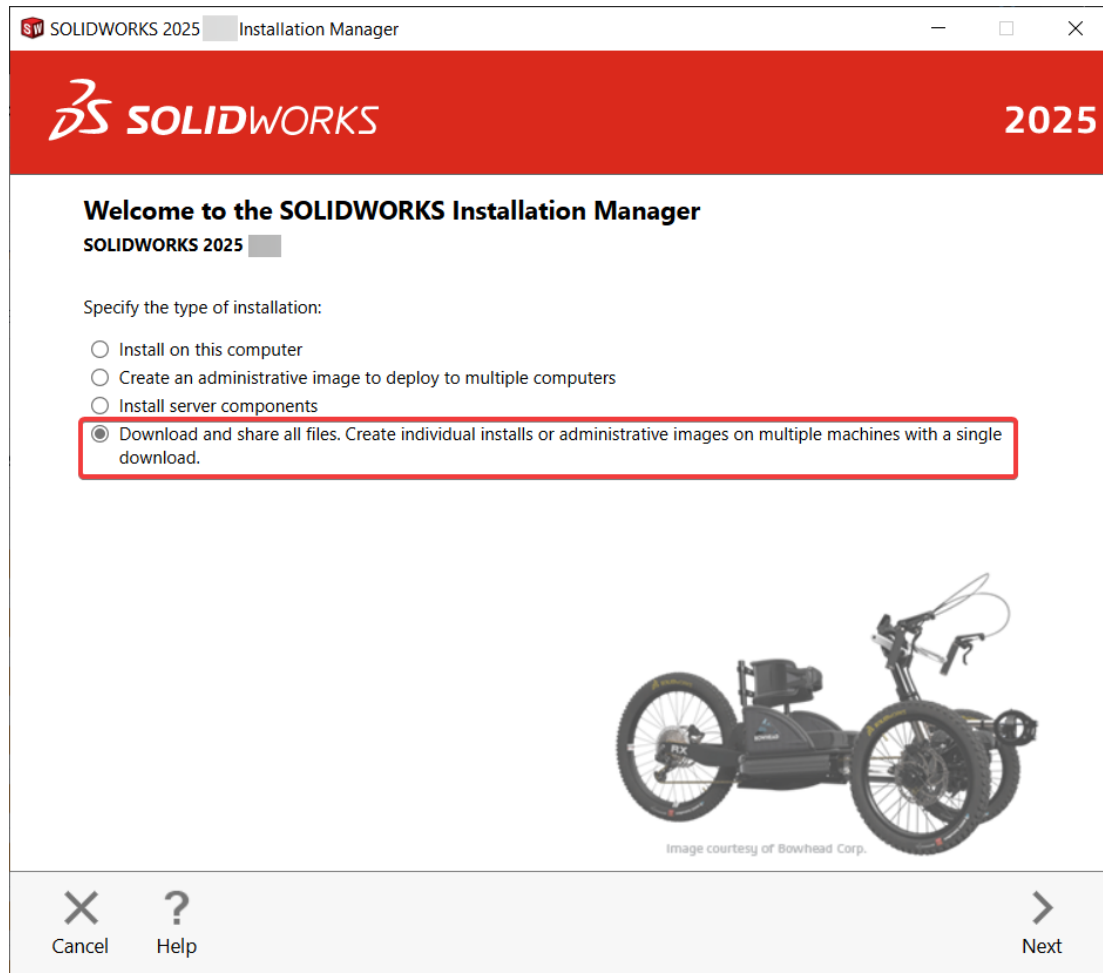 SOLIDWORKS 2025 Installation Manager
SOLIDWORKS
2025
Welcome to the SOLIDWORKS Installation Manager
SOLIDWORKS 2025
Specify the type of installation:
Install on this computer
Create an administrative image to deploy to multiple computers
Install server components
Download and share all files. Create individual installs or administrative images on multiple machines with a single
download.
RX
BOWHEAD
Image courtesy of Bowhead Corp.
Cancel
Help
Next